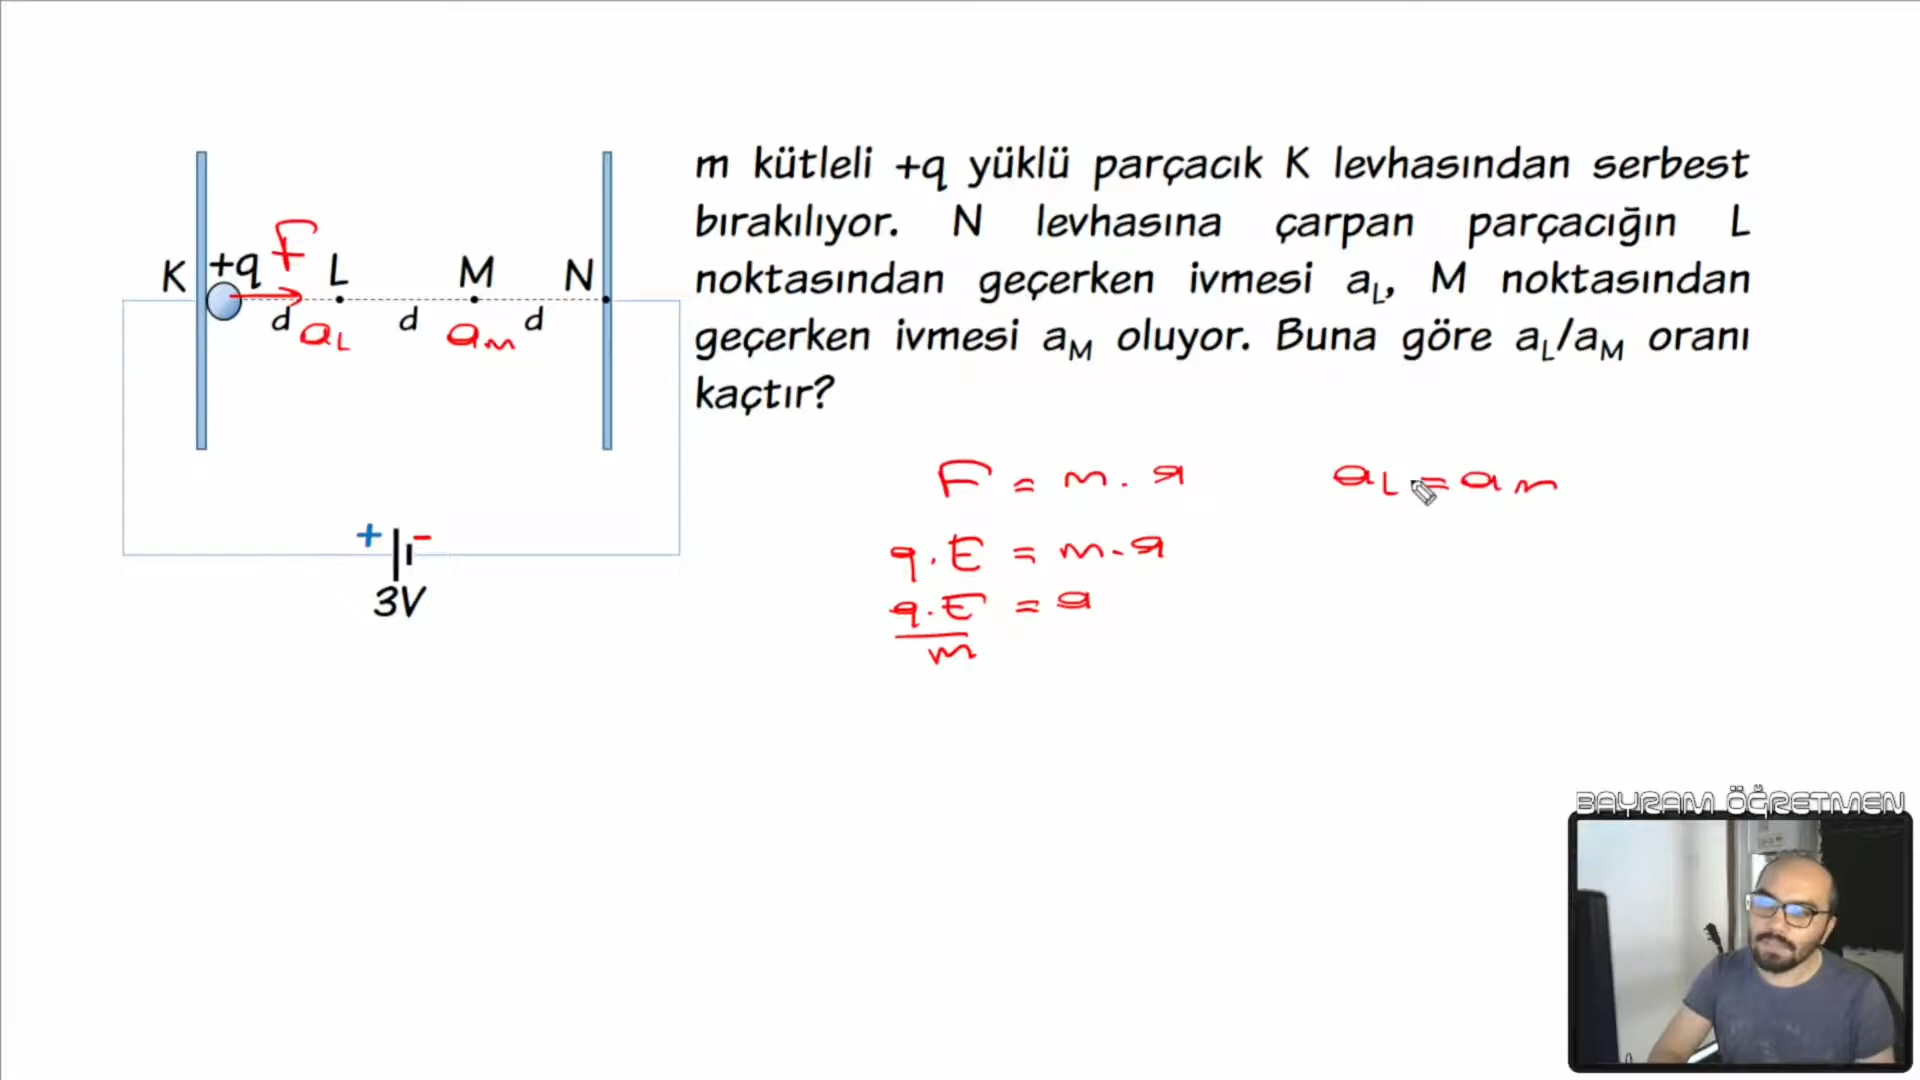 m kütleli +q yüklü parçacık K levhasından serbest
bırakılıyor. N levhasına çarpan parçacığın L
noktasından geçerken ivmesi aL, M noktasından
geçerken ivmesi aM oluyor. Buna göre aL/aM oranı
kaçtır?
F
K +q L M N
d d d
aL aM
+ -
3V
F = m.a
q.E = m.a
q.E = a
m
aL = am
BAYRAM ÖĞRETMEN